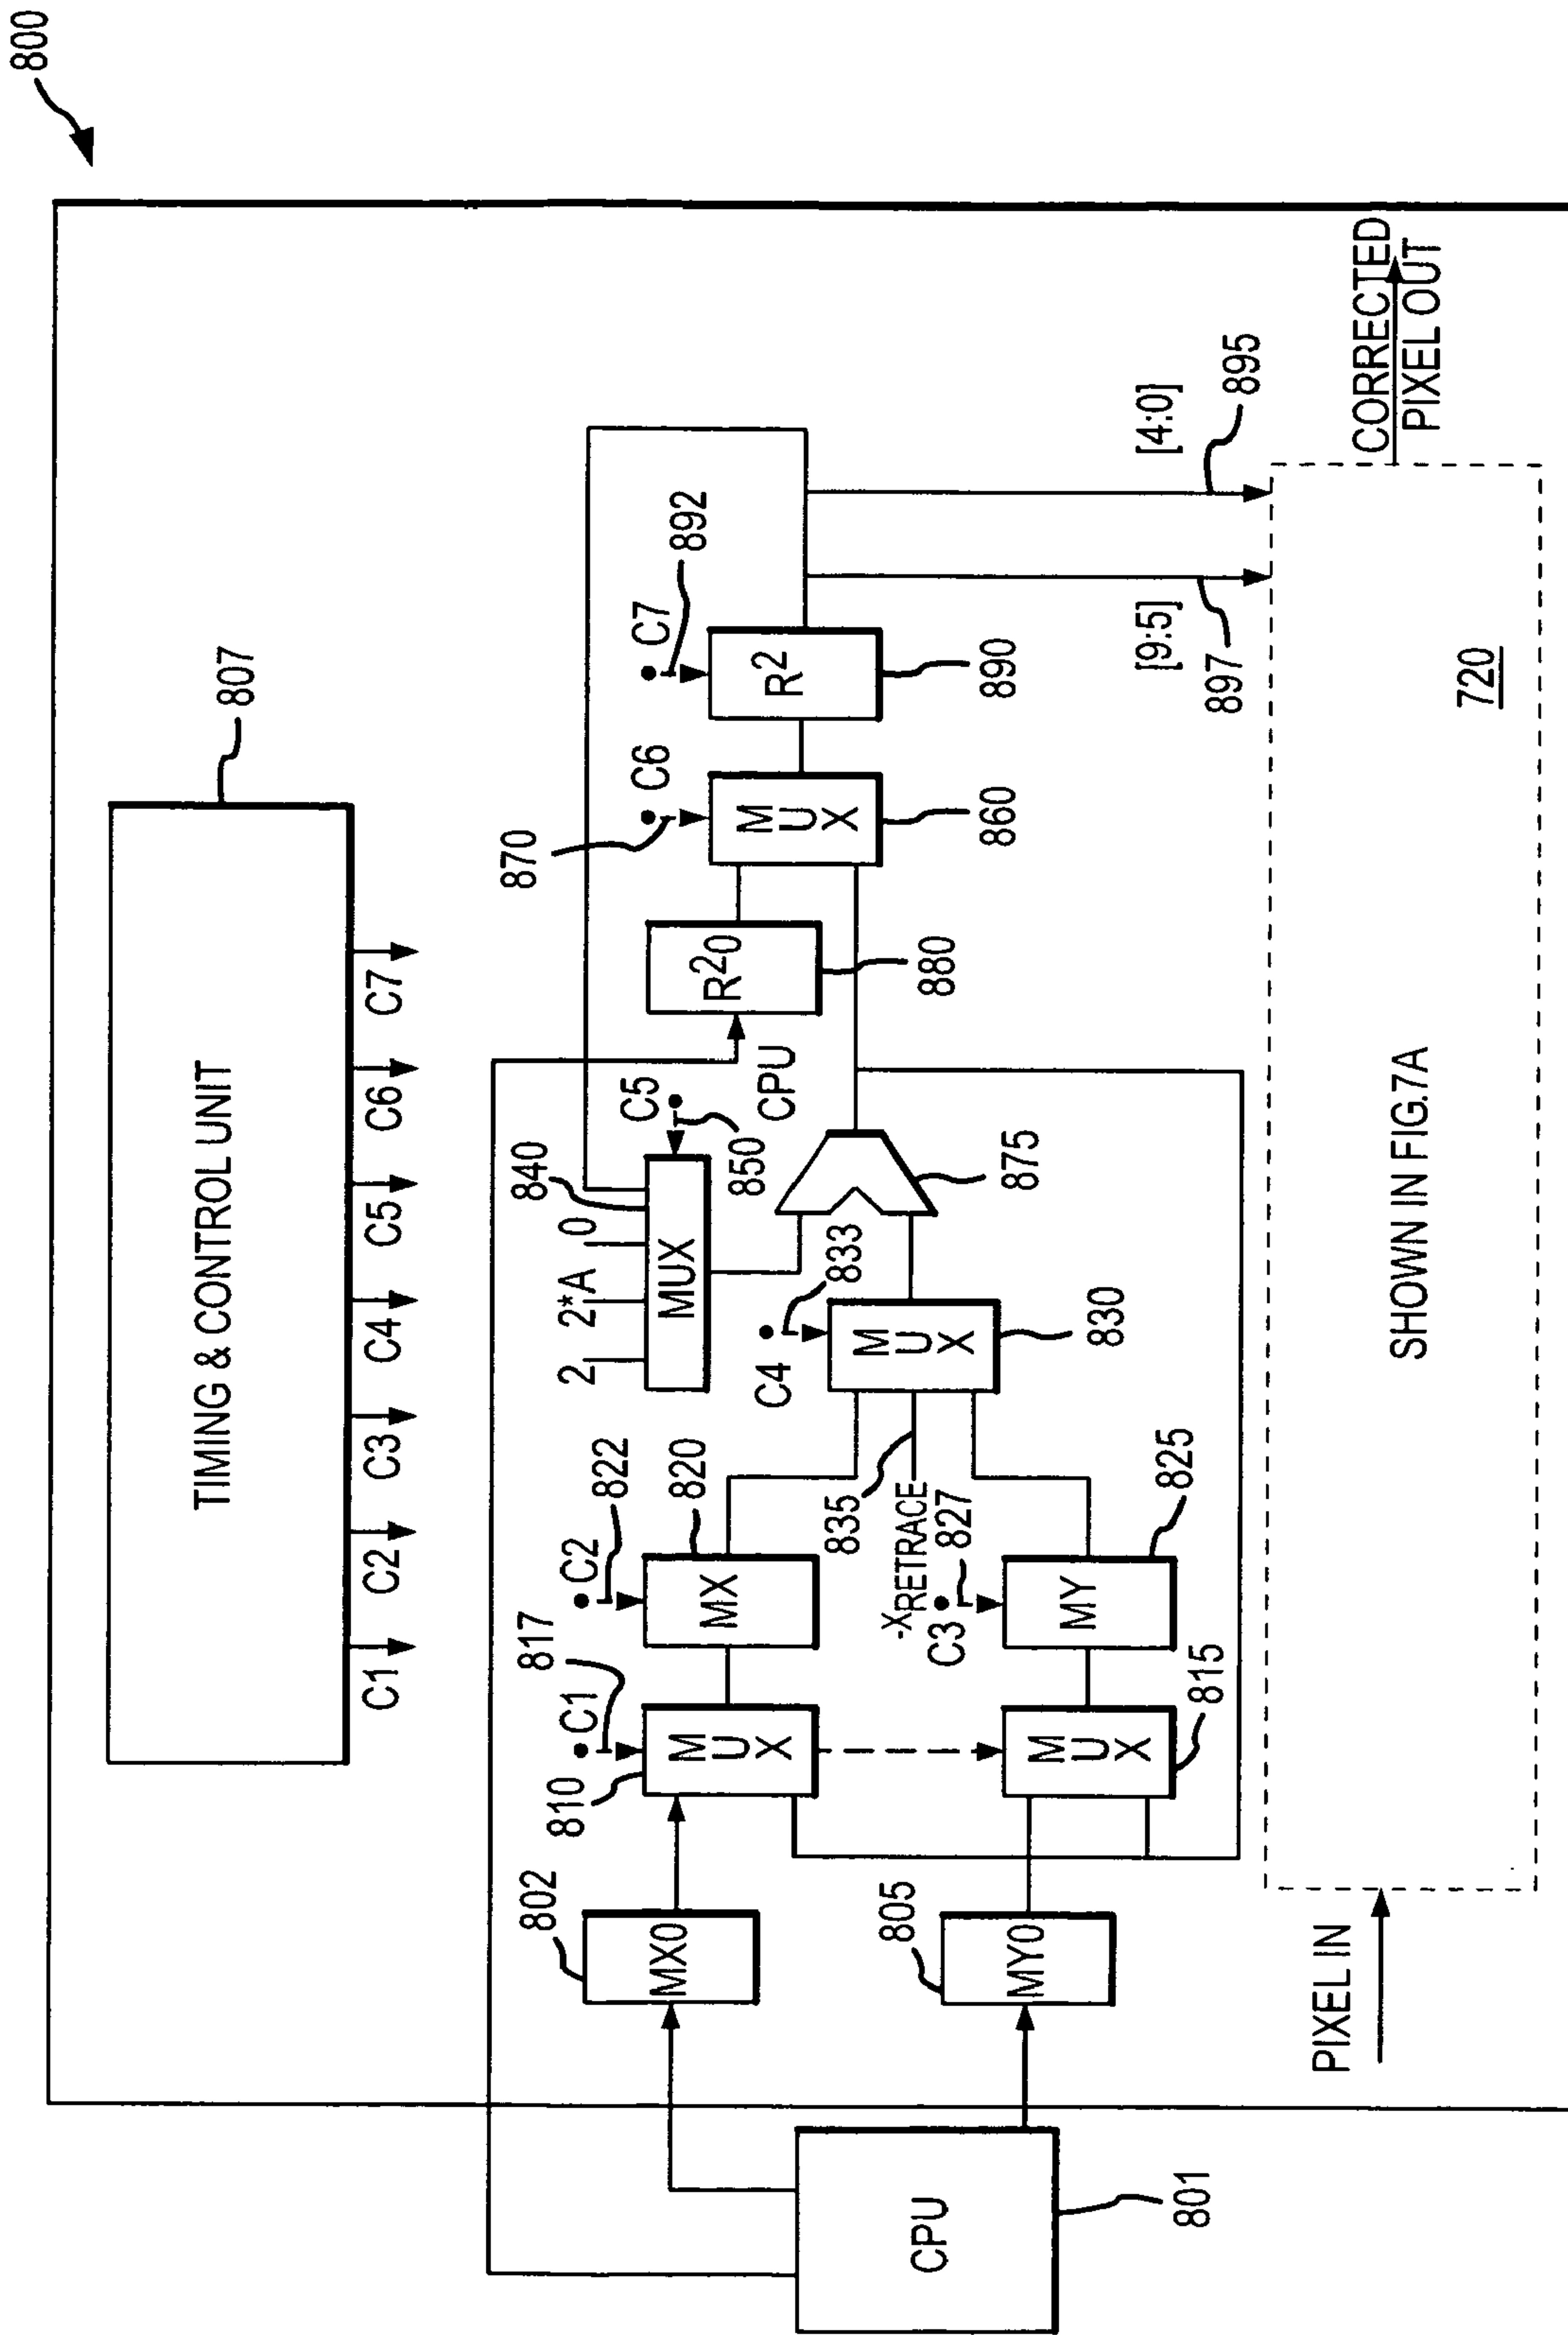 800
TIMING & CONTROL UNIT
807
C1
C2
C3
C4
C5
C6
C7
CPU
801
MX0
802
MY0
805
MUX
810
C1
817
MUX
815
MX
820
C2
822
MY
825
C3
827
-XRETRACE
835
MUX
830
C4
833
2
2*A
0
MUX
840
C5
850
875
CPU
R²0
880
MUX
860
C6
870
R²
890
C7
892
[9:5]
897
[4:0]
895
PIXEL IN
SHOWN IN FIG.7A
720
CORRECTED
PIXEL OUT